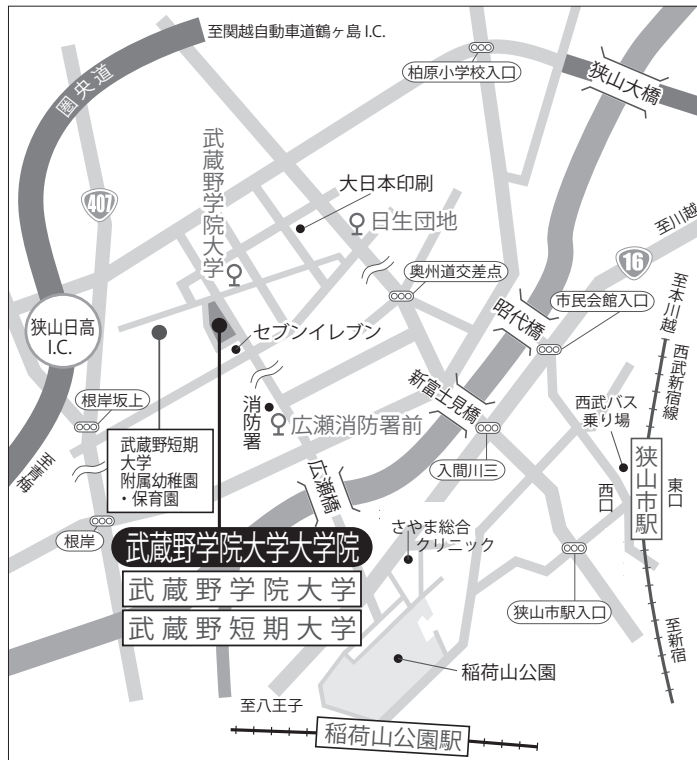 至関越自動車道鶴ヶ島 I.C.
柏原小学校入口
狭山大橋
圏央道
407
武蔵野学院大学
大日本印刷
日生団地
至川越
16
奥州道交差点
市民会館入口
至本川越
西武新宿線
昭代橋
狭山日高
I.C.
セブンイレブン
新富士見橋
根岸坂上
消防署
広瀬消防署前
西武バス
乗り場
至青梅
武蔵野短期
大学
附属幼稚園
・保育園
入間川三
狭山市駅
東口
西口
広瀬橋
根岸
武蔵野学院大学大学院
武蔵野学院大学
武蔵野短期大学
さやま総合
クリニック
狭山市駅入口
至新宿
稲荷山公園
至八王子
稲荷山公園駅